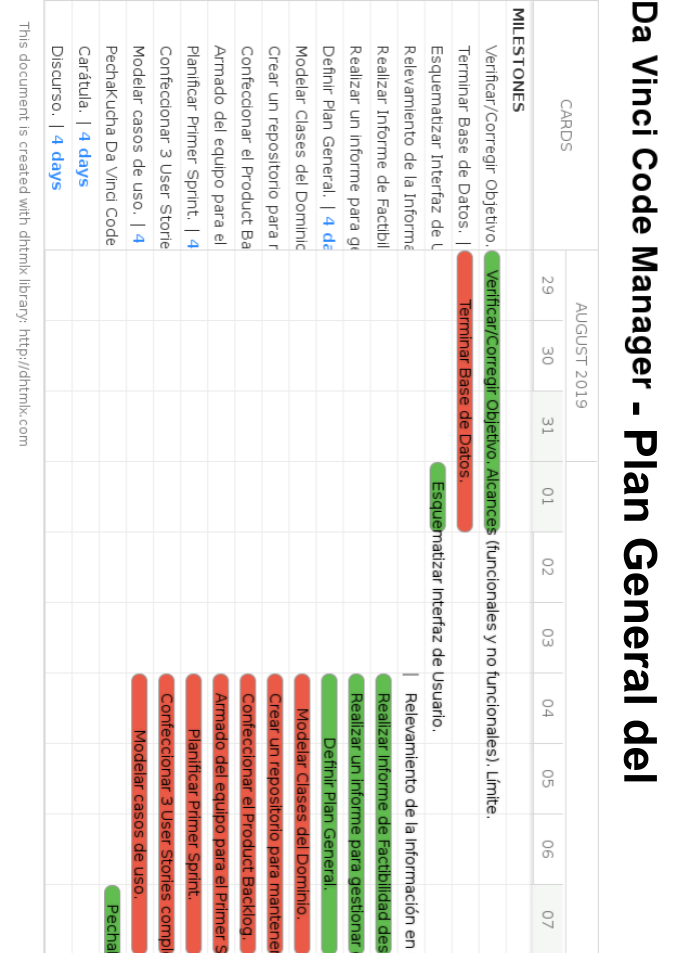 Da Vinci Code Manager - Plan General del
CARDS
AUGUST 2019
29 30 31 01 02 03 04 05 06 07
MILESTONES
Verificar/Corregir Objetivo.
Verificar/Corregir Objetivo. Alcances (funcionales y no funcionales). Límite.
Terminar Base de Datos. |
Terminar Base de Datos.
Esquematizar Interfaz de U
Esquematizar Interfaz de Usuario.
Relevamiento de la Informa
Relevamiento de la Información en
Realizar Informe de Factibil
Realizar Informe de Factibilidad des
Realizar un informe para ge
Realizar un informe para gestionar
Definir Plan General. | 4 da
Definir Plan General.
Modelar Clases del Dominio
Modelar Clases del Dominio.
Crear un repositorio para r
Crear un repositorio para mantener
Confeccionar el Product Ba
Confeccionar el Product Backlog.
Armado del equipo para el
Armado del equipo para el Primer S
Planificar Primer Sprint. | 4
Planificar Primer Sprint.
Confeccionar 3 User Storie
Confeccionar 3 User Stories compl
Modelar casos de uso. | 4
Modelar casos de uso.
PechaKucha Da Vinci Code
Pecha
Carátula. | 4 days
Discurso. | 4 days
This document is created with dhtmlx library: http://dhtmlx.com